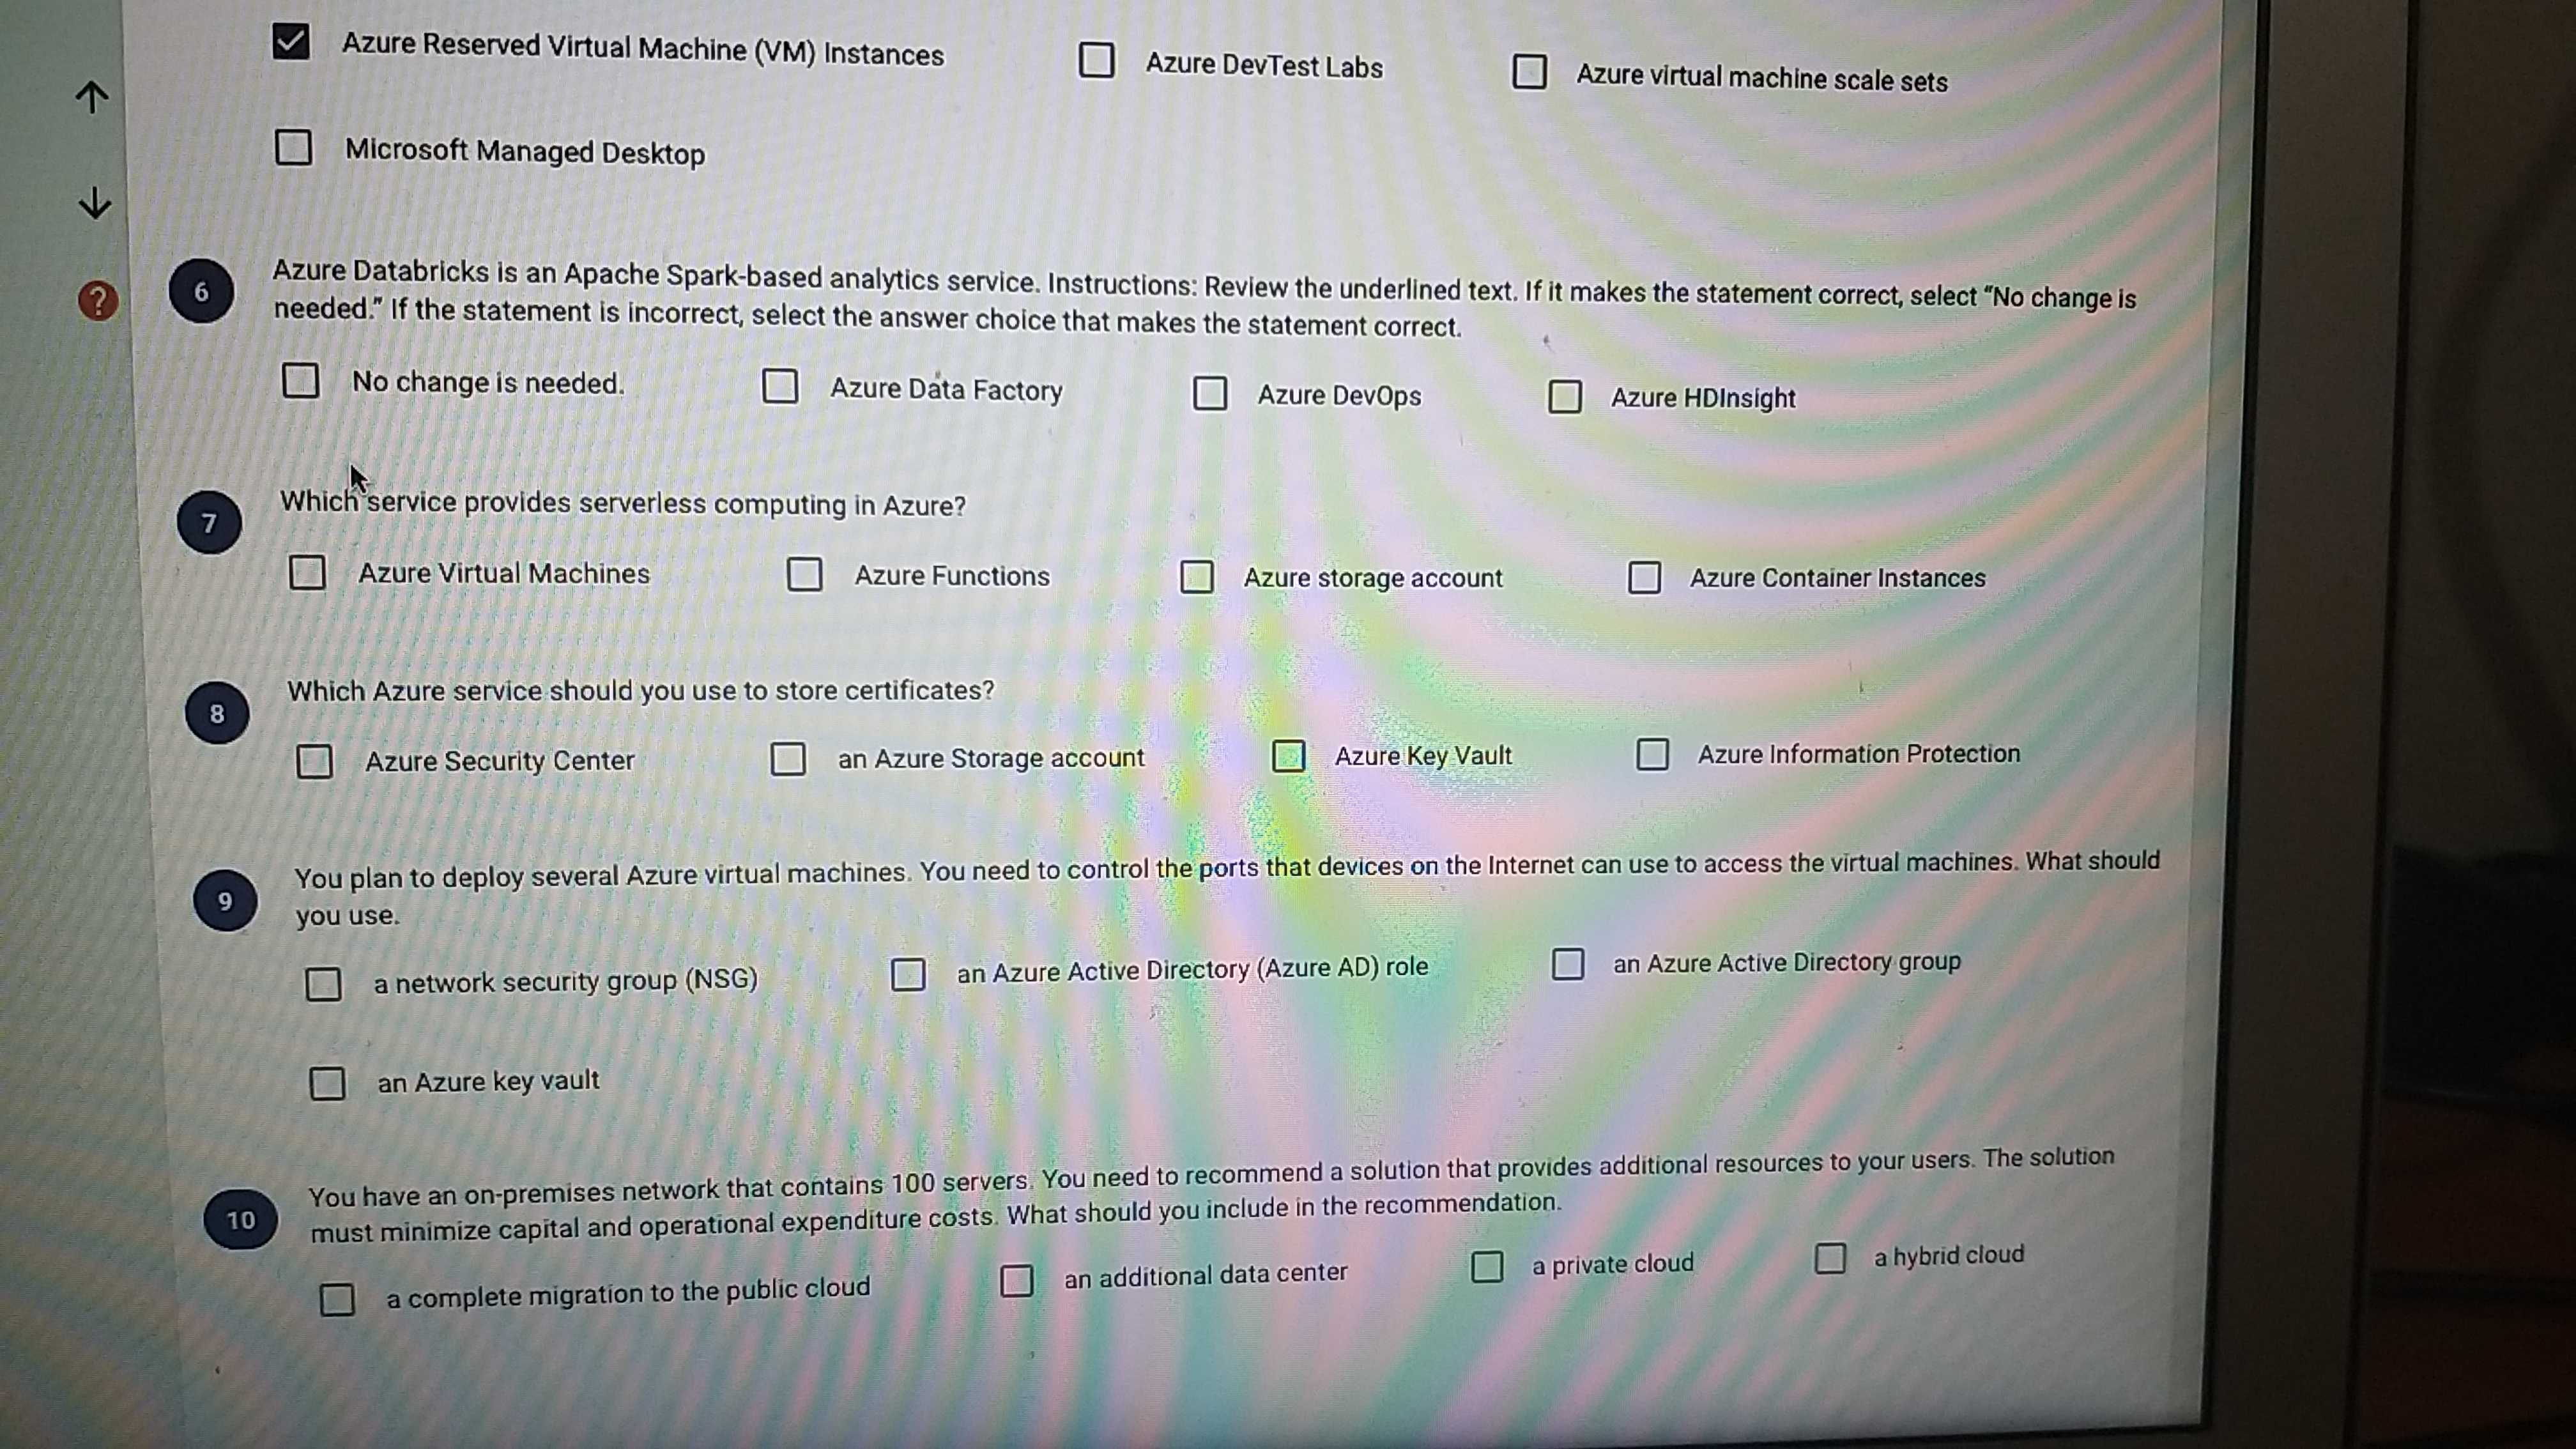 Azure Reserved Virtual Machine (VM) Instances
Azure DevTest Labs
Azure virtual machine scale sets
Microsoft Managed Desktop
?
6
Azure Databricks is an Apache Spark-based analytics service. Instructions: Review the underlined text. If it makes the statement correct, select “No change is
needed.” If the statement is incorrect, select the answer choice that makes the statement correct.
No change is needed.
Azure Data Factory
Azure DevOps
Azure HDInsight
7
Which service provides serverless computing in Azure?
Azure Virtual Machines
Azure Functions
Azure storage account
Azure Container Instances
8
Which Azure service should you use to store certificates?
Azure Security Center
an Azure Storage account
Azure Key Vault
Azure Information Protection
9
You plan to deploy several Azure virtual machines. You need to control the ports that devices on the Internet can use to access the virtual machines. What should
you use.
a network security group (NSG)
an Azure Active Directory (Azure AD) role
an Azure Active Directory group
an Azure key vault
10
You have an on-premises network that contains 100 servers. You need to recommend a solution that provides additional resources to your users. The solution
must minimize capital and operational expenditure costs. What should you include in the recommendation.
a complete migration to the public cloud
an additional data center
a private cloud
a hybrid cloud